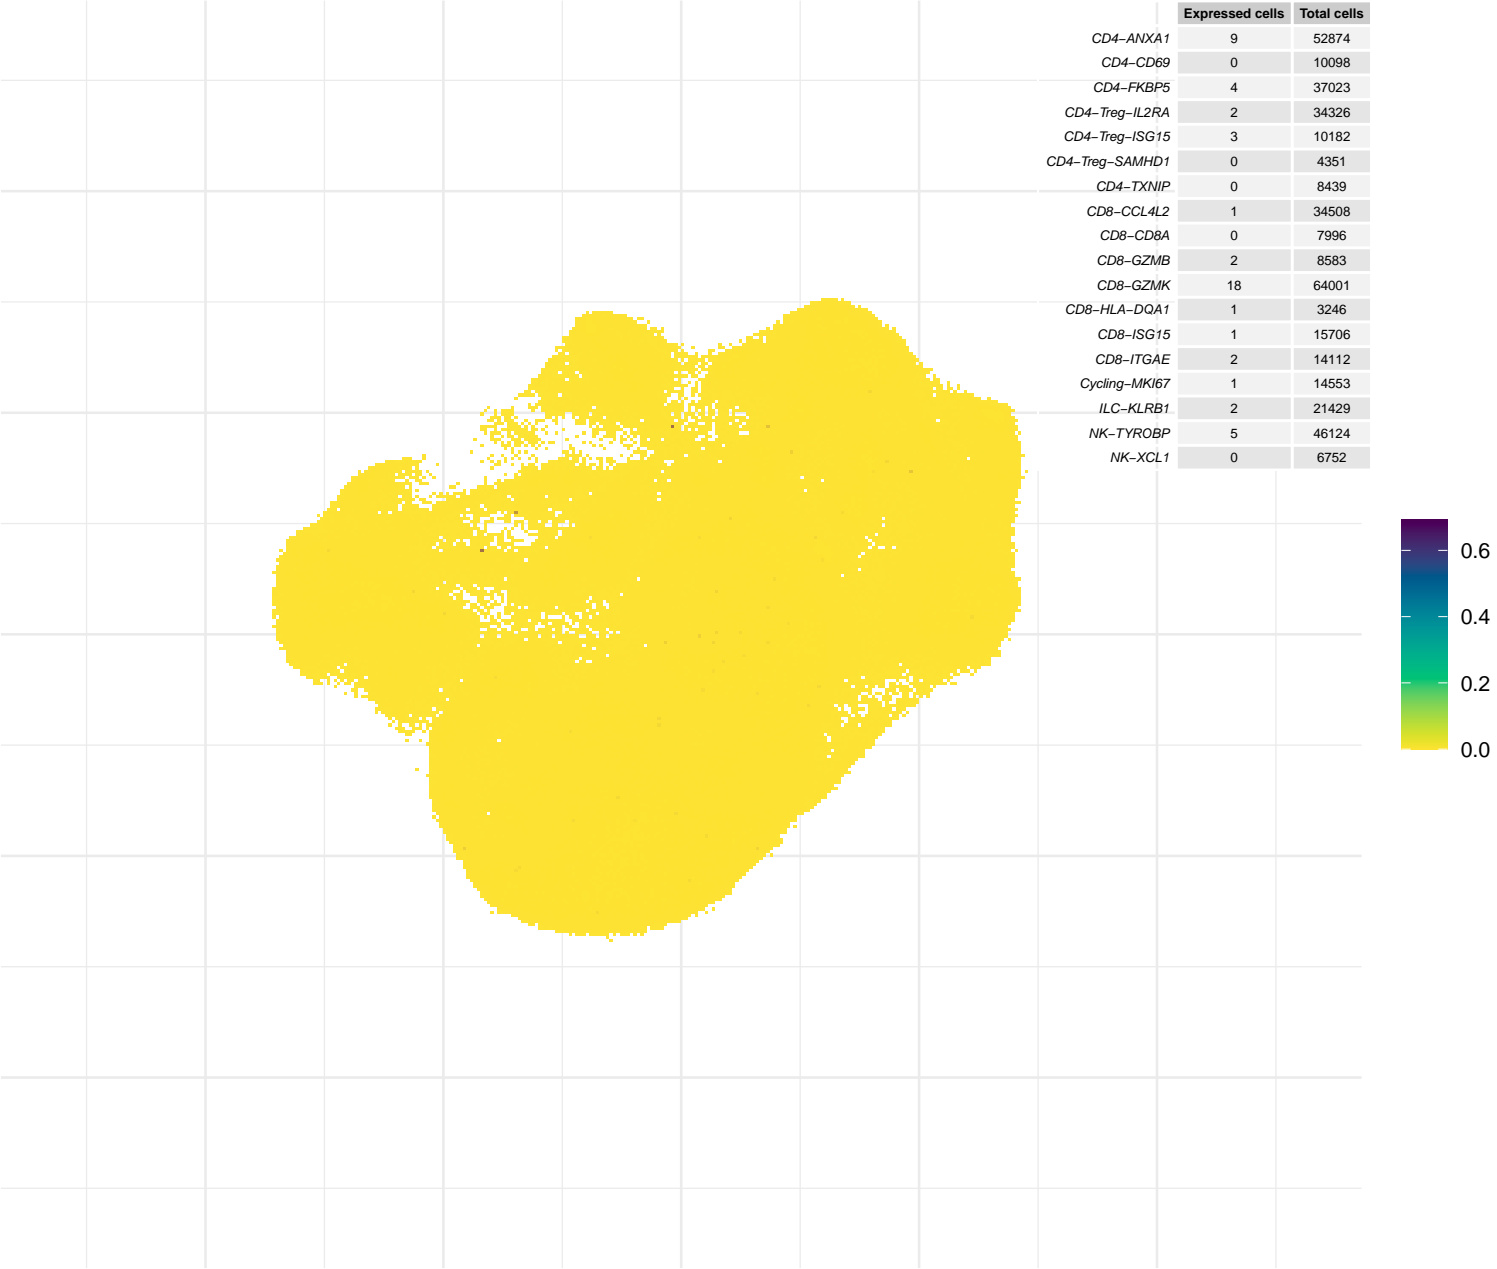 Expressed cells Total cells
CD4−ANXA1 9 52874
CD4−CD69 0 10098
CD4−FKBP5 4 37023
CD4−Treg−IL2RA 2 34326
CD4−Treg−ISG15 3 10182
CD4−Treg−SAMHD1 0 4351
CD4−TXNIP 0 8439
CD8−CCL4L2 1 34508
CD8−CD8A 0 7996
CD8−GZMB 2 8583
CD8−GZMK 18 64001
CD8−HLA−DQA1 1 3246
CD8−ISG15 1 15706
CD8−ITGAE 2 14112
Cycling−MKI67 1 14553
ILC−KLRB1 2 21429
NK−TYROBP 5 46124
NK−XCL1 0 6752
0.6
0.4
0.2
0.0